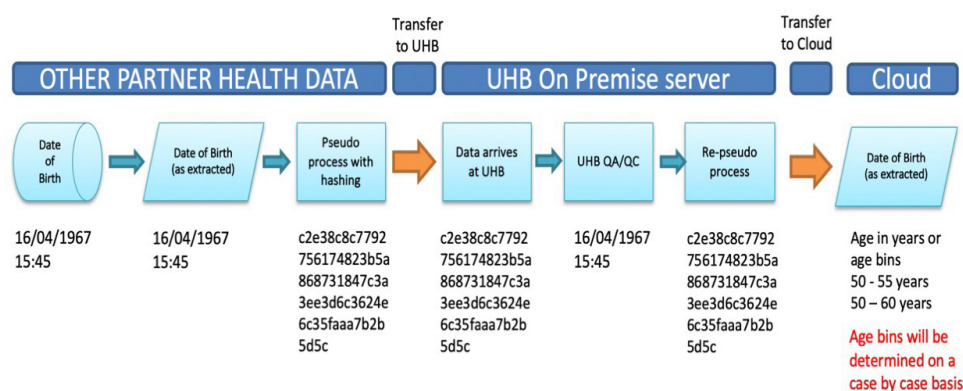 Transfer
to UHB
Transfer
to Cloud
OTHER PARTNER HEALTH DATA
UHB On Premise server
Cloud
Date
of
Birth
Date of Birth
(as extracted)
Pseudo
process with
hashing
Data arrives
at UHB
UHB QA/QC
Re-pseudo
process
Date of Birth
(as extracted)
16/04/1967
15:45
16/04/1967
15:45
c2e38c8c7792
756174823b5a
868731847c3a
3ee3d6c3624e
6c35faaa7b2b
5d5c
c2e38c8c7792
756174823b5a
868731847c3a
3ee3d6c3624e
6c35faaa7b2b
5d5c
16/04/1967
15:45
c2e38c8c7792
756174823b5a
868731847c3a
3ee3d6c3624e
6c35faaa7b2b
5d5c
Age in years or
age bins
50 - 55 years
50 – 60 years
Age bins will be
determined on a
case by case basis